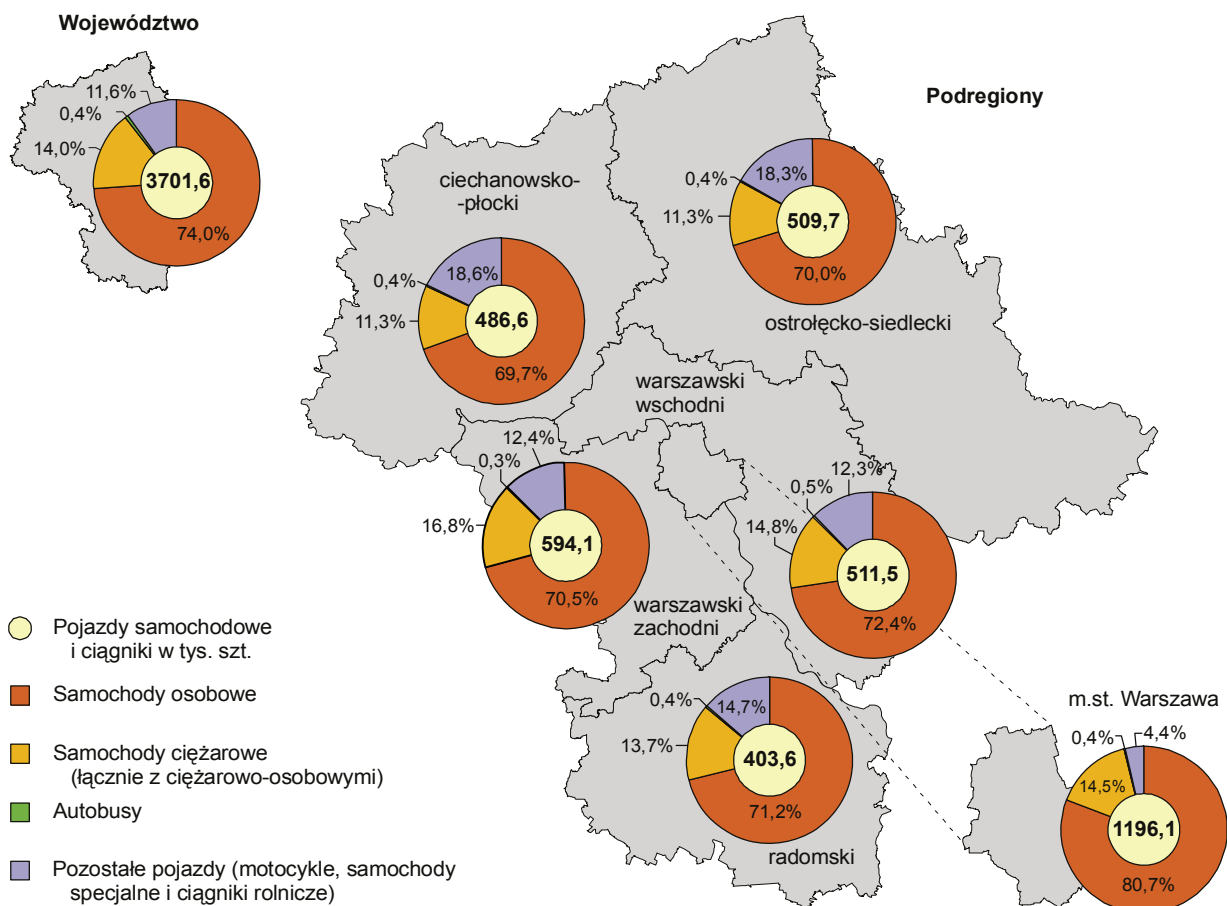 Województwo
11,6%
0,4%
14,0%
3701,6
74,0%
Podregiony
ciechanowsko-
-płocki
18,6%
0,4%
11,3%
486,6
69,7%
18,3%
0,4%
11,3%
509,7
70,0%
ostrołęcko-siedlecki
warszawski
wschodni
12,3%
0,5%
14,8%
511,5
72,4%
12,4%
0,3%
16,8%
594,1
70,5%
warszawski
zachodni
14,7%
0,4%
13,7%
403,6
71,2%
radomski
m.st. Warszawa
4,4%
0,4%
14,5%
1196,1
80,7%
Pojazdy samochodowe
i ciągniki w tys. szt.
Samochody osobowe
Samochody ciężarowe
(łącznie z ciężarowo-osobowymi)
Autobusy
Pozostałe pojazdy (motocykle, samochody
specjalne i ciągniki rolnicze)